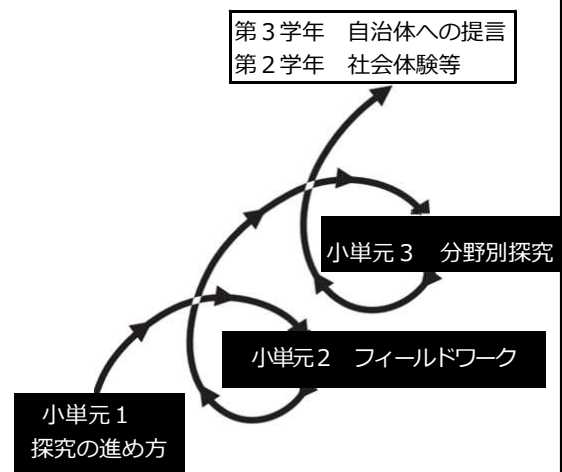 第３学年　自治体への提言
第２学年　社会体験等
小単元３　分野別探究
小単元２　フィールドワーク
小単元１
探究の進め方